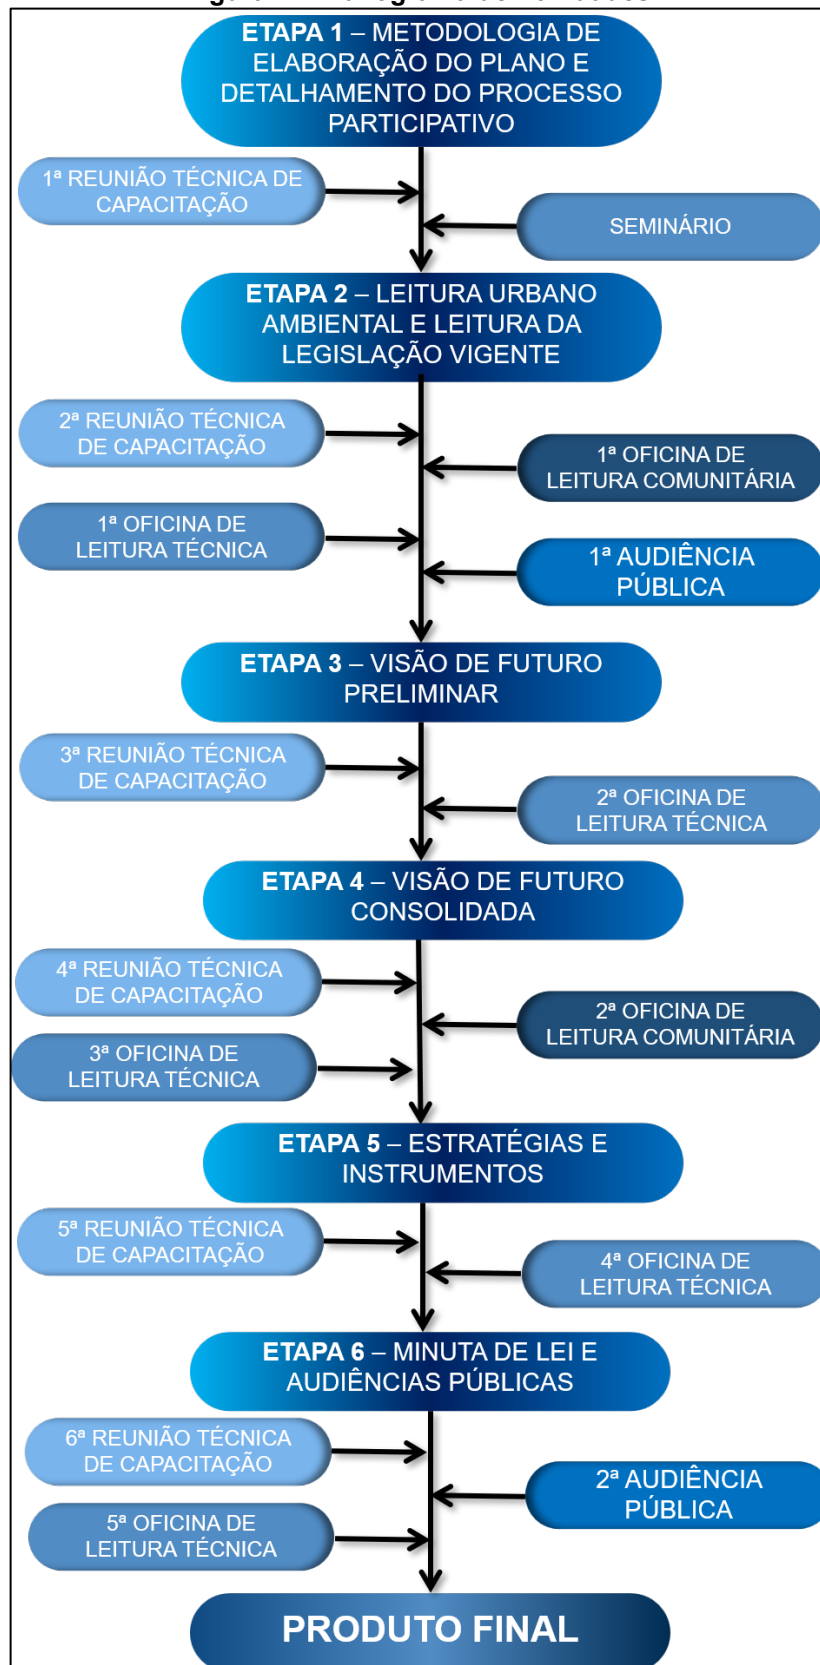 ETAPA 1 – METODOLOGIA DE
ELABORAÇÃO DO PLANO E
DETALHAMENTO DO PROCESSO
PARTICIPATIVO
1ª REUNIÃO TÉCNICA DE
CAPACITAÇÃO
SEMINÁRIO
ETAPA 2 – LEITURA URBANO
AMBIENTAL E LEITURA DA
LEGISLAÇÃO VIGENTE
2ª REUNIÃO TÉCNICA
DE CAPACITAÇÃO
1ª OFICINA DE
LEITURA COMUNITÁRIA
1ª OFICINA DE
LEITURA TÉCNICA
1ª AUDIÊNCIA
PÚBLICA
ETAPA 3 – VISÃO DE FUTURO
PRELIMINAR
3ª REUNIÃO TÉCNICA
DE CAPACITAÇÃO
2ª OFICINA DE
LEITURA TÉCNICA
ETAPA 4 – VISÃO DE FUTURO
CONSOLIDADA
4ª REUNIÃO TÉCNICA
DE CAPACITAÇÃO
2ª OFICINA DE
LEITURA COMUNITÁRIA
3ª OFICINA DE
LEITURA TÉCNICA
ETAPA 5 – ESTRATÉGIAS E
INSTRUMENTOS
5ª REUNIÃO TÉCNICA
DE CAPACITAÇÃO
4ª OFICINA DE
LEITURA TÉCNICA
ETAPA 6 – MINUTA DE LEI E
AUDIÊNCIAS PÚBLICAS
6ª REUNIÃO TÉCNICA
DE CAPACITAÇÃO
2ª AUDIÊNCIA
PÚBLICA
5ª OFICINA DE
LEITURA TÉCNICA
PRODUTO FINAL